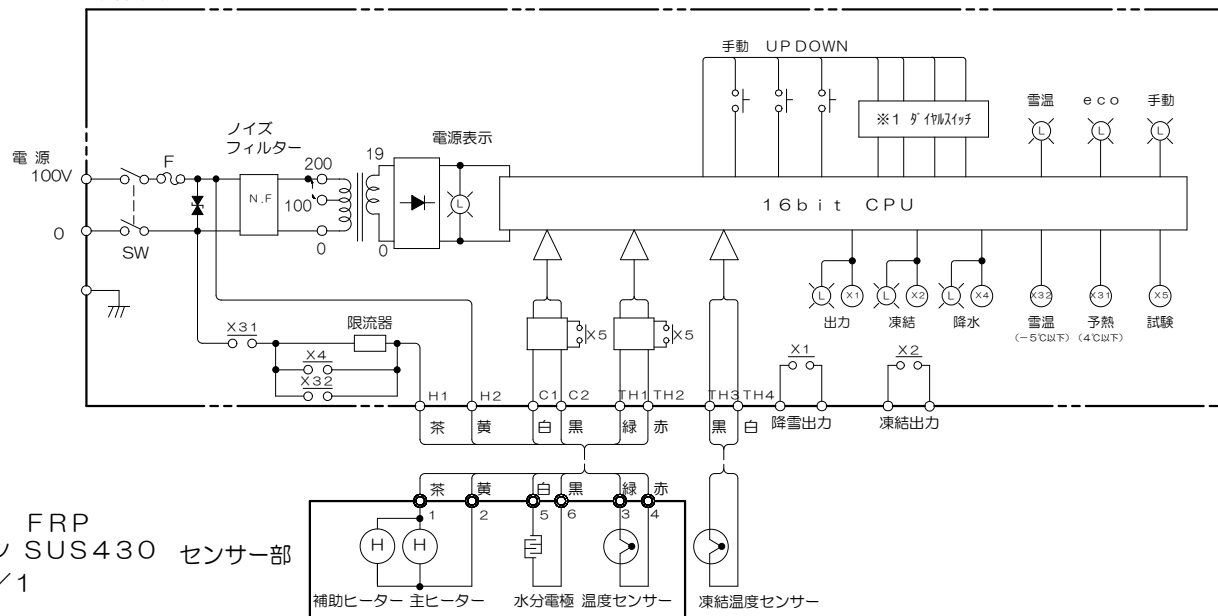 手動 UP DOWN
雪温 eco 手動
L L L
※1 ダイヤルスイッチ
ノイズ
フィルター
電源表示
電源
100V
F
200
19
N.F
100
L
16bit CPU
0
SW
0
0
L X1 L X2 L X4 X32 X31 X5
出力 凍結 降水 雪温 予熱 試験
(-5℃以下) (4℃以下)
X31
限流器
X5
X5
X4
X32
X1
X2
H1 H2 C1 C2 TH1 TH2 TH3 TH4
茶 黄 白 黒 緑 赤 黒 白
降雪出力 凍結出力
茶 黄 白 黒 緑 赤
1 2 5 6 3 4
FRP
ン SUS430 センサー部
/1
H H
補助ヒーター 主ヒーター 水分電極 温度センサー 凍結温度センサー